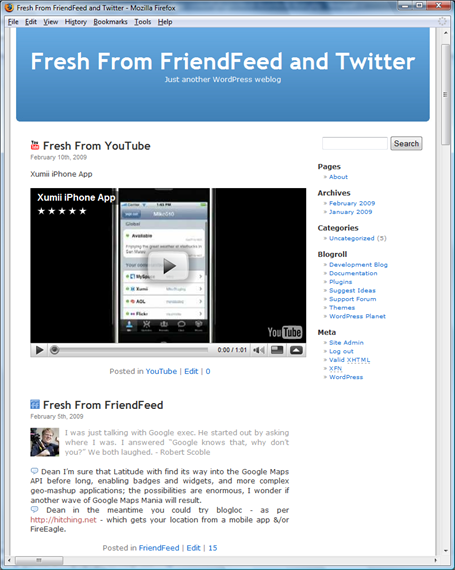 Fresh From FriendFeed and Twitter - Mozilla Firefox
File Edit View History Bookmarks Tools Help
Fresh From FriendFeed and Twitter
Just another WordPress weblog
Fresh From YouTube
February 10th, 2009
Xumii iPhone App
Xumii iPhone App
1:52 PM
Global
Available
MySpace
Xumii
AOL
Flickr
YouTube
0:00 / 1:01
Posted in YouTube | Edit | 0
Fresh From FriendFeed
February 5th, 2009
I was just talking with Google exec. He started out by asking
where I was. I answered "Google knows that, why don't
you?" We both laughed. - Robert Scoble
Dean I'm sure that Latitude with find its way into the Google Maps
API before long, enabling badges and widgets, and more complex
geo-mashup applications; the possibilities are enormous, I wonder if
another wave of Google Maps Mania will result.
Dean in the meantime you could try blogloc - as per
http://hitching.net - which gets your location from a mobile app &/or
FireEagle.
Posted in FriendFeed | Edit | 15
Search
Pages
» About
Archives
» February 2009
» January 2009
Categories
» Uncategorized (5)
Blogroll
» Development Blog
» Documentation
» Plugins
» Suggest Ideas
» Support Forum
» Themes
» WordPress Planet
Meta
» Site Admin
» Log out
» Valid XHTML
» XFN
» WordPress